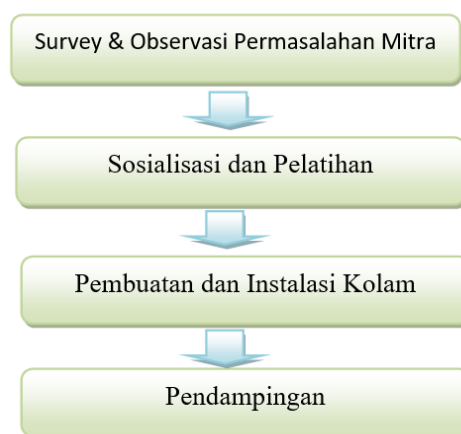 Survey & Observasi Permasalahan Mitra
Sosialisasi dan Pelatihan
Pembuatan dan Instalasi Kolam
Pendampingan